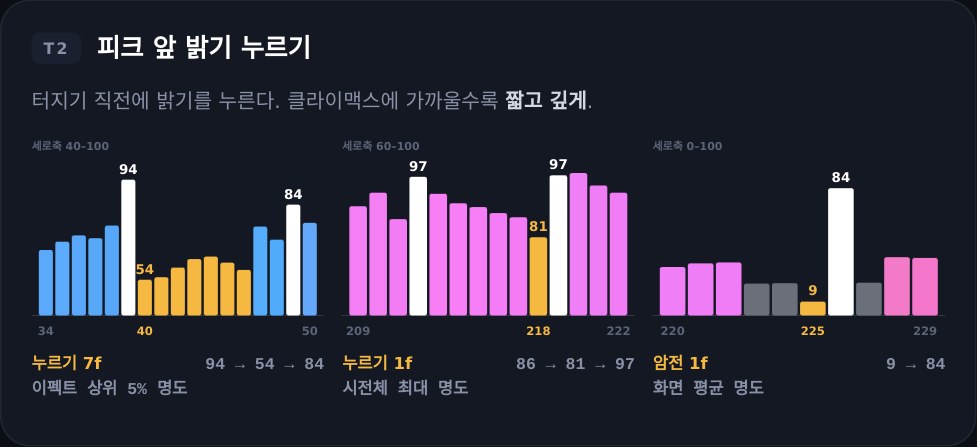 T2 피크 앞 밝기 누르기
터지기 직전에 밝기를 누른다. 클라이맥스에 가까울수록 짧고 깊게.
세로축 40–100
94
84
54
34 40 50
누르기 7f 94 → 54 → 84
이펙트 상위 5% 명도
세로축 60–100
97 97
81
209 218 222
누르기 1f 86 → 81 → 97
시전체 최대 명도
세로축 0–100
84
9
220 225 229
암전 1f 9 → 84
화면 평균 명도